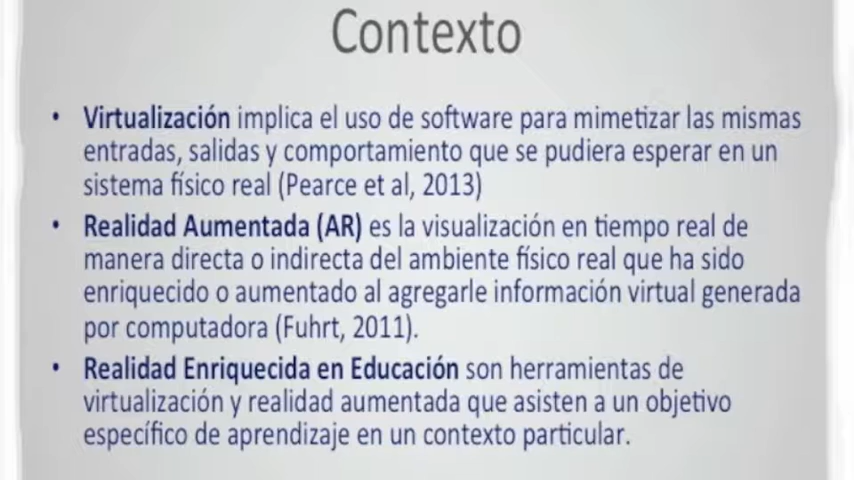 Contexto
• Virtualización implica el uso de software para mimetizar las mismas
entradas, salidas y comportamiento que se pudiera esperar en un
sistema físico real (Pearce et al, 2013)
• Realidad Aumentada (AR) es la visualización en tiempo real de
manera directa o indirecta del ambiente físico real que ha sido
enriquecido o aumentado al agregarle información virtual generada
por computadora (Fuhrt, 2011).
• Realidad Enriquecida en Educación son herramientas de
virtualización y realidad aumentada que asisten a un objetivo
específico de aprendizaje en un contexto particular.